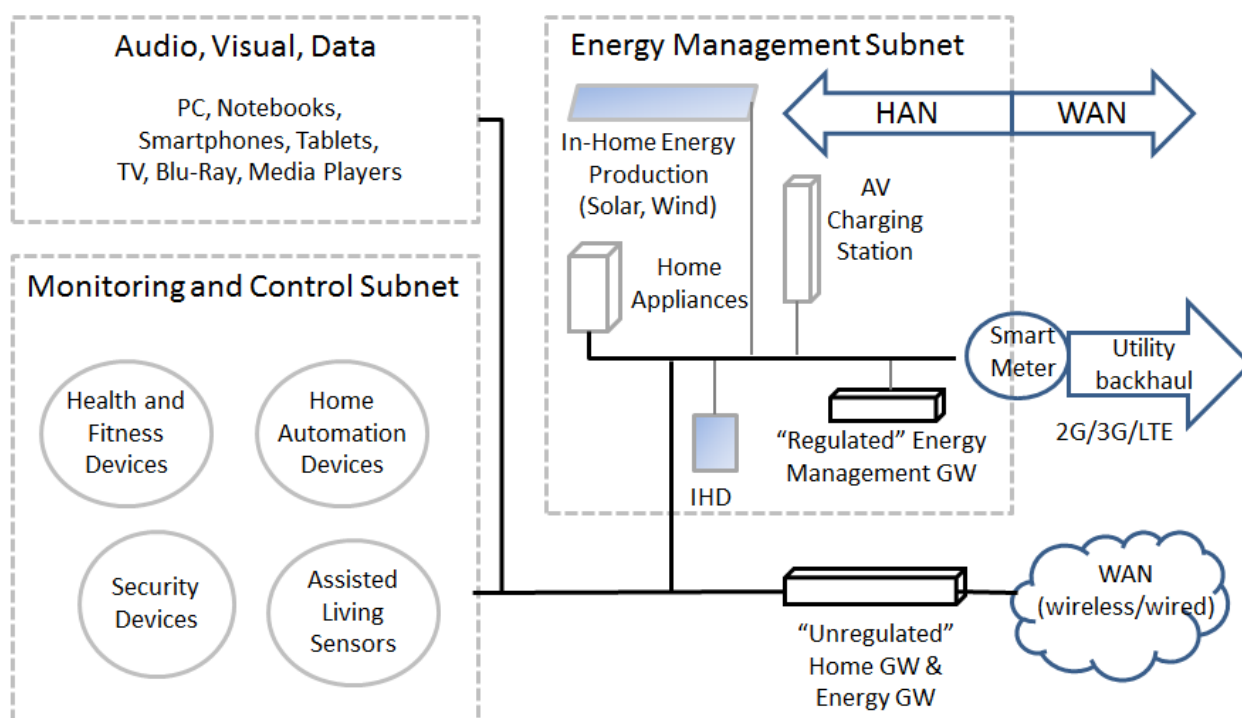 Audio, Visual, Data
PC, Notebooks,
Smartphones, Tablets,
TV, Blu-Ray, Media Players
Energy Management Subnet
HAN
WAN
In-Home Energy
Production
(Solar, Wind)
AV
Charging
Station
Home
Appliances
Smart
Meter
Utility
backhaul
2G/3G/LTE
"Regulated" Energy
Management GW
IHD
Monitoring and Control Subnet
Health and
Fitness
Devices
Home
Automation
Devices
Security
Devices
Assisted
Living
Sensors
"Unregulated"
Home GW &
Energy GW
WAN
(wireless/wired)